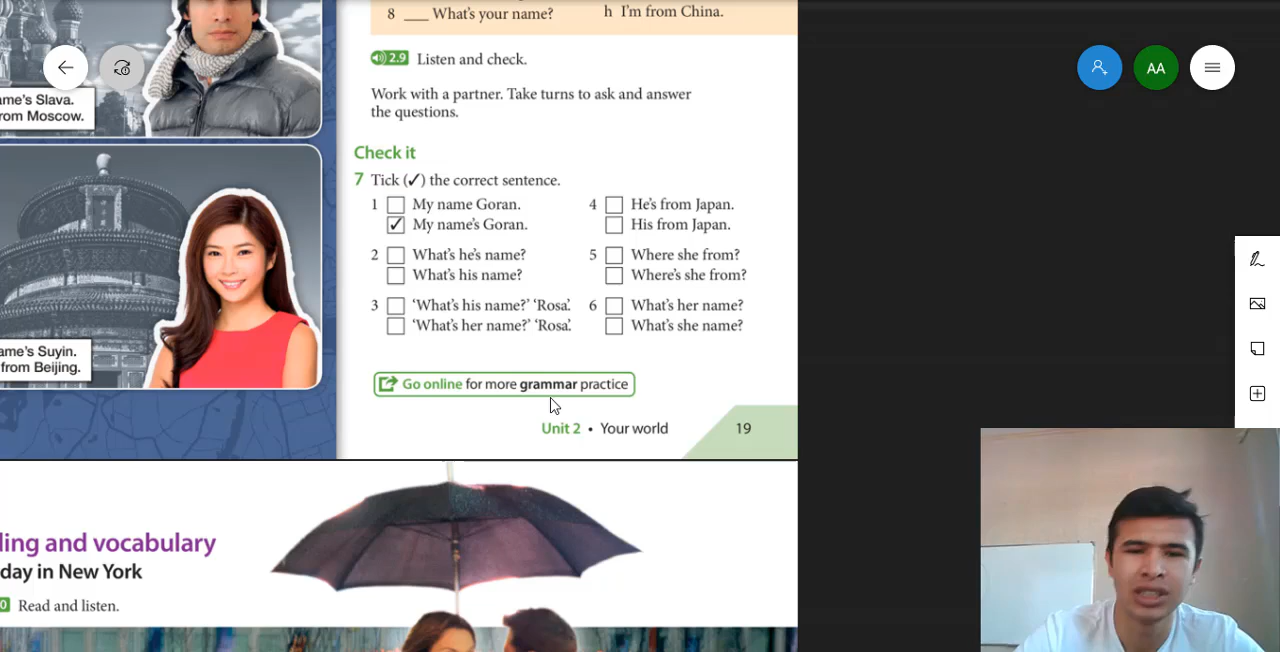 8 ___ What's your name?
h I'm from China.
2.9 Listen and check.
Work with a partner. Take turns to ask and answer
the questions.
Check it
7 Tick (✓) the correct sentence.
1 My name Goran.
✓ My name's Goran.
2 What's he's name?
What's his name?
3 'What's his name?' 'Rosa'.
'What's her name?' 'Rosa'.
4 He's from Japan.
His from Japan.
5 Where she from?
Where's she from?
6 What's her name?
What's she name?
Go online for more grammar practice
Unit 2 • Your world 19
ame's Slava.
rom Moscow.
ame's Suyin.
from Beijing.
ling and vocabulary
day in New York
0 Read and listen.
AA